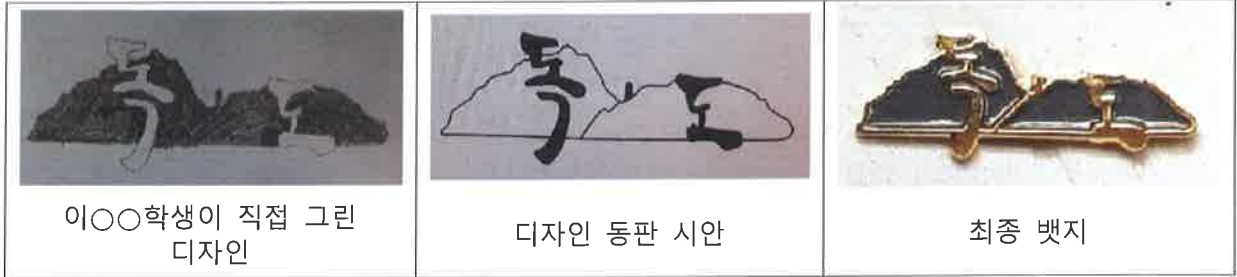 독도
독도
독도
이○○학생이 직접 그린
디자인
디자인 동판 시안
최종 뱃지